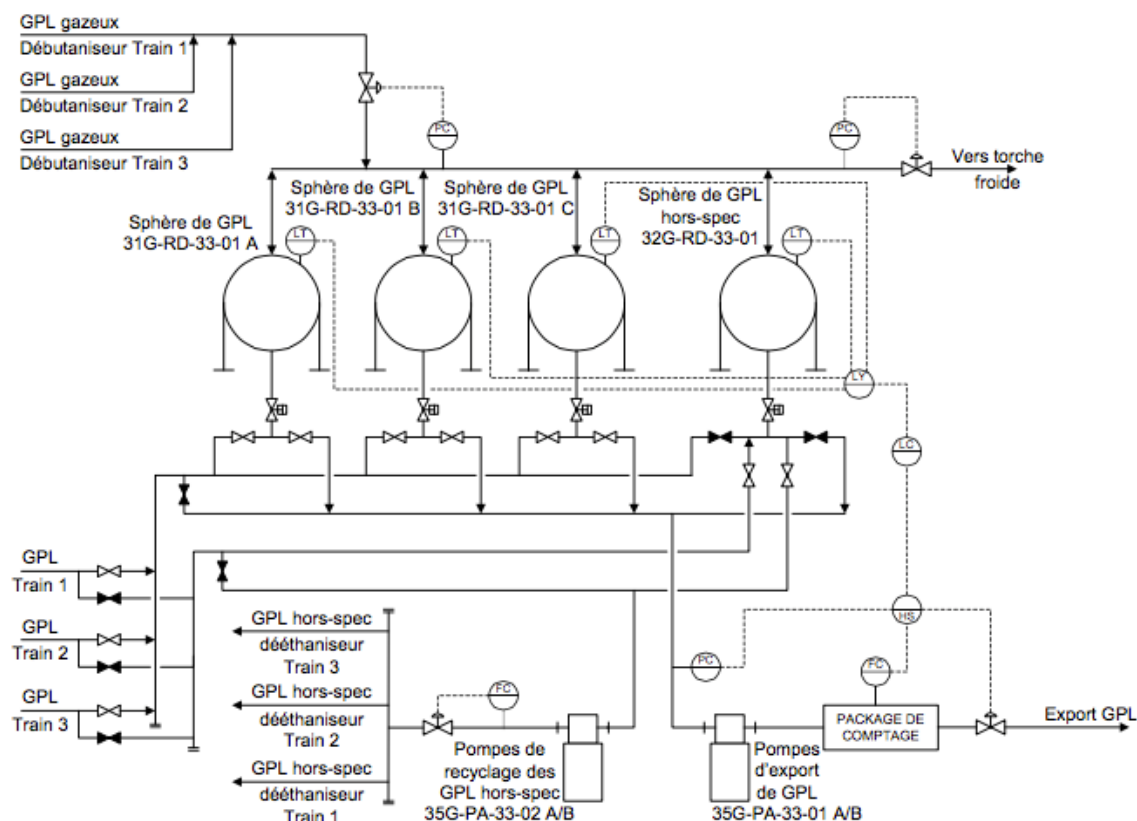 GPL gazeux
Débutaniseur Train 1
GPL gazeux
Débutaniseur Train 2
GPL gazeux
Débutaniseur Train 3
PC
PC
Vers torche
froide
Sphère de GPL
31G-RD-33-01 A
Sphère de GPL
31G-RD-33-01 B
Sphère de GPL
31G-RD-33-01 C
Sphère de GPL
hors-spec
32G-RD-33-01
LT
LT
LT
LT
LY
LC
GPL
Train 1
GPL
Train 2
GPL
Train 3
GPL hors-spec
dééthaniseur
Train 3
GPL hors-spec
dééthaniseur
Train 2
GPL hors-spec
dééthaniseur
Train 1
FC
Pompes de
recyclage des
GPL hors-spec
35G-PA-33-02 A/B
PC
HS
FC
PACKAGE DE
COMPTAGE
Export GPL
Pompes
d'export
de GPL
35G-PA-33-01 A/B